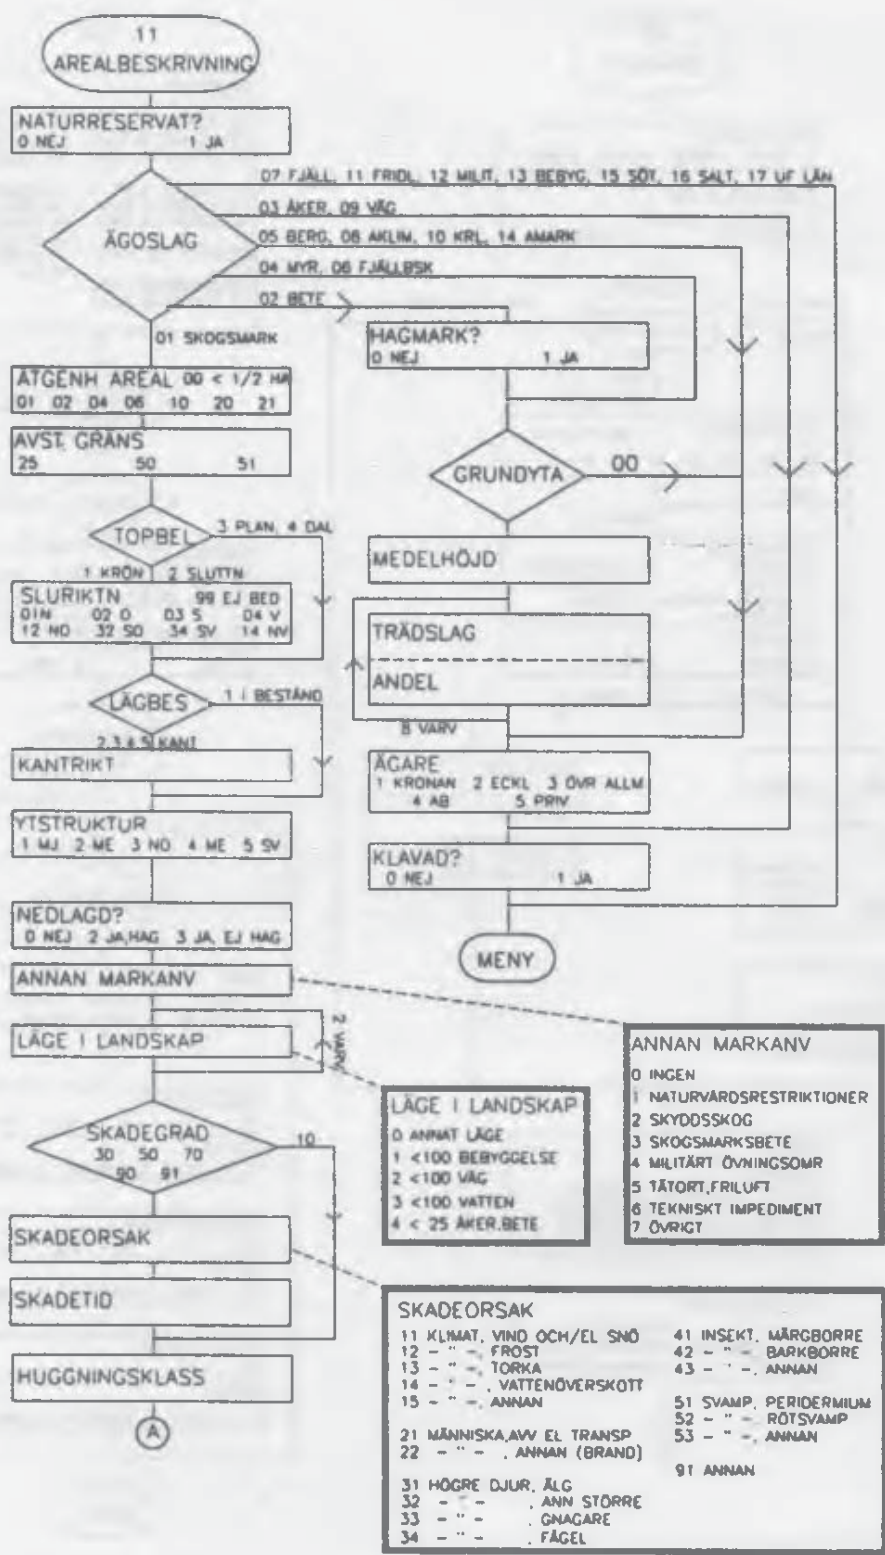 11
AREALBESKRIVNING
NATURRESERVAT?
0 NEJ 1 JA
ÄGOSLAG
07 FJÄLL, 11 FRIDL, 12 MILIT, 13 BEBYG, 15 SÖT, 16 SALT, 17 UF LÄN
03 ÅKER, 09 VÄG
05 BERG, 08 AKLIM, 10 KRL, 14 AMARK
04 MYR, 06 FJÄLLBSK
02 BETE
01 SKOGSMARK
ÅTGENH AREAL 00 < 1/2 HA
01 02 04 06 10 20 21
AVST. GRÄNS
25 50 51
TOPBEL
3 PLAN, 4 DAL
1 KRÖN 2 SLUTTN
SLURIKTN 99 EJ BED
01N 02 O 03 S 04 V
12 NO 32 SO 34 SV 14 NV
LÄGBES
1 I BESTÅND
2,3,4,5 KANT
KANTRIKT
YTSTRUKTUR
1 MJ 2 ME 3 NO 4 ME 5 SV
NEDLAGD?
0 NEJ 2 JA,HAG 3 JA, EJ HAG
ANNAN MARKANV
LÄGE I LANDSKAP
2 VARV
SKADEGRAD
30 50 70
90 91
10
SKADEORSAK
SKADETID
HUGGNINGSKLASS
A
HAGMARK?
0 NEJ 1 JA
GRUNDYTA
00
MEDELHÖJD
TRÄDSLAG
ANDEL
8 VARV
ÄGARE
1 KRONAN 2 ECKL 3 ÖVR ALLM
4 AB 5 PRIV
KLAVAD?
0 NEJ 1 JA
MENY
LÄGE I LANDSKAP
0 ANNAT LÄGE
1 <100 BEBYGGELSE
2 <100 VÄG
3 <100 VATTEN
4 < 25 ÅKER,BETE
ANNAN MARKANV
0 INGEN
1 NATURVÅRDSRESTRIKTIONER
2 SKYDDSSKOG
3 SKOGSMARKSBETE
4 MILITÄRT ÖVNINGSOMR
5 TÄTORT,FRILUFT
6 TEKNISKT IMPEDIMENT
7 ÖVRIGT
SKADEORSAK
11 KLIMAT, VIND OCH/EL SNÖ
12 - " -, FROST
13 - " -, TORKA
14 - " - , VATTENÖVERSKOTT
15 - " -, ANNAN
21 MÄNNISKA,AVV EL TRANSP
22 - " - , ANNAN (BRAND)
31 HÖGRE DJUR, ÄLG
32 - " - , ANN STÖRRE
33 - " - , GNAGARE
34 - " - , FÅGEL
41 INSEKT, MÄRGBORRE
42 - " -, BARKBORRE
43 - " -, ANNAN
51 SVAMP, PERIDERMIUM
52 - " -, RÖTSVAMP
53 - " -, ANNAN
91 ANNAN